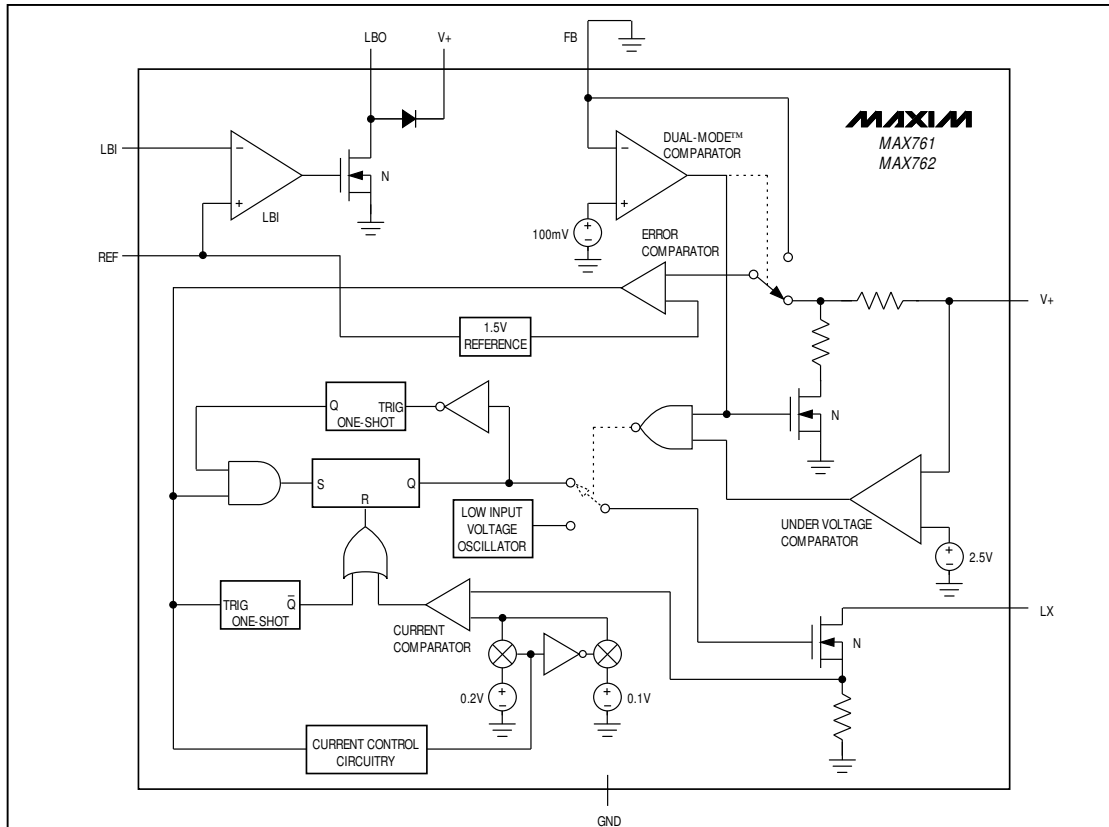 LBO
V+
FB
MAXIM
MAX761
MAX762
LBI
−
+
LBI
N
REF
DUAL-MODE™
COMPARATOR
−
+
100mV
+
−
ERROR
COMPARATOR
V+
1.5V
REFERENCE
Q
TRIG
ONE-SHOT
N
S
Q
R
LOW INPUT
VOLTAGE
OSCILLATOR
UNDER VOLTAGE
COMPARATOR
+
−
2.5V
TRIG
Q̅
ONE-SHOT
CURRENT
COMPARATOR
LX
N
0.2V
+
−
+
−
0.1V
CURRENT CONTROL
CIRCUITRY
GND